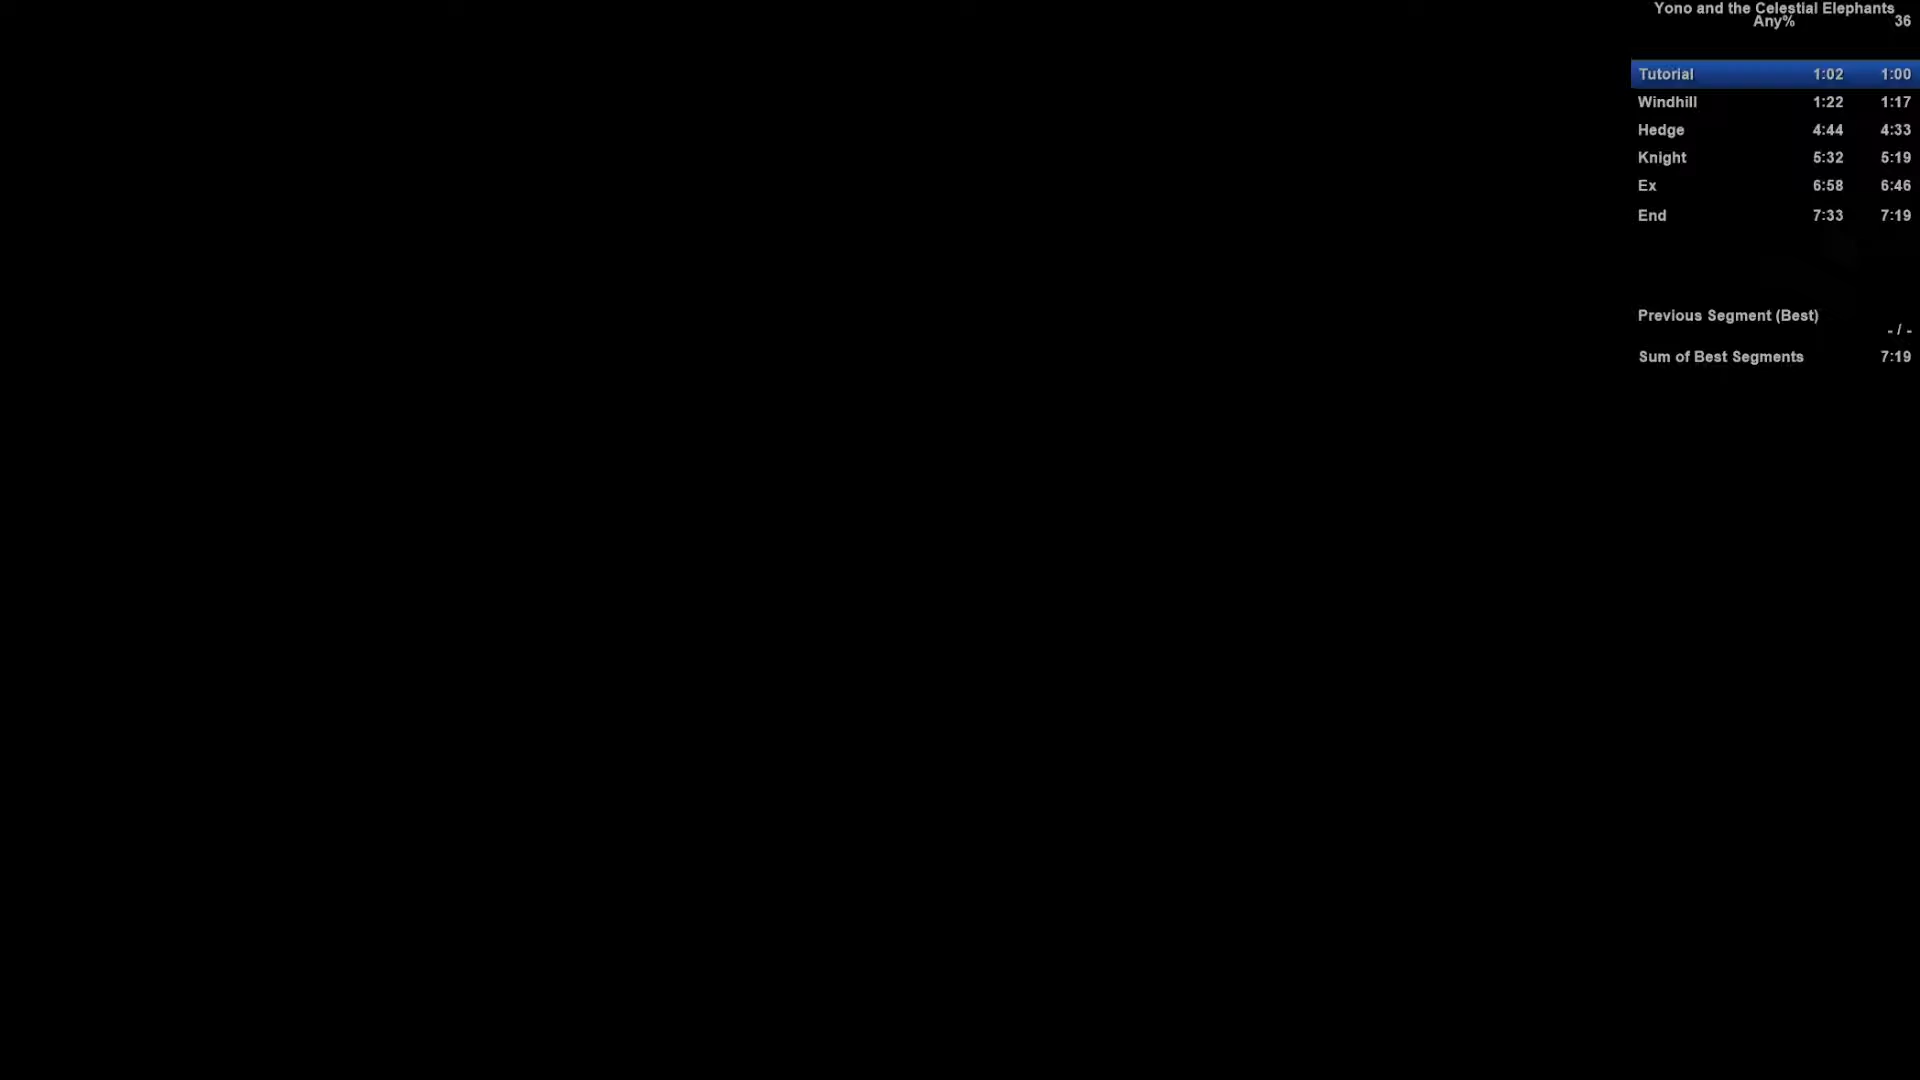 Yono and the Celestial Elephants
Any% 36
Tutorial 1:02 1:00
Windhill 1:22 1:17
Hedge 4:44 4:33
Knight 5:32 5:19
Ex 6:58 6:46
End 7:33 7:19
Previous Segment (Best)
- / -
Sum of Best Segments 7:19